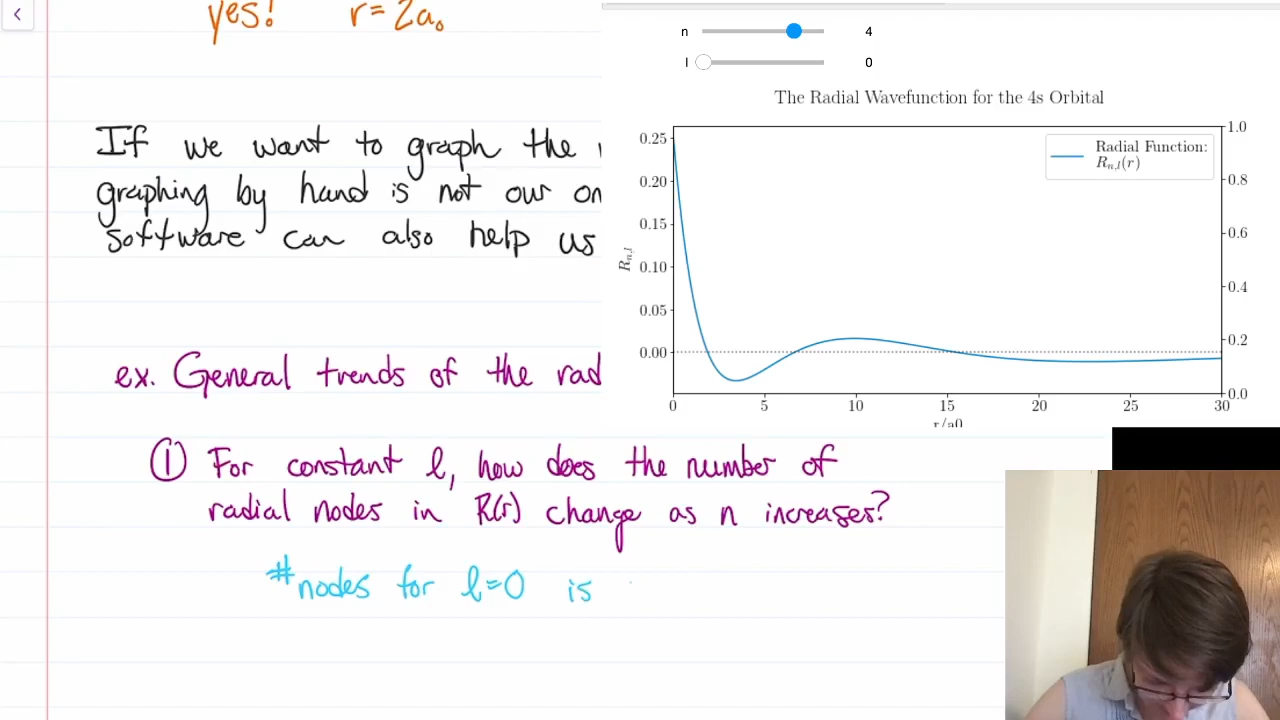 yes! r = 2a₀
If we want to graph the
graphing by hand is not our on
software can also help us
ex. General trends of the rad
① For constant l, how does the number of
radial nodes in R(r) change as n increases?
# nodes for l=0 is
n 4
l 0
The Radial Wavefunction for the 4s Orbital
Radial Function:
Rₙ,ₗ(r)
Rₙ,ₗ
0.25
0.20
0.15
0.10
0.05
0.00
1.0
0.8
0.6
0.4
0.2
0.0
0 5 10 15 20 25 30
r/a0